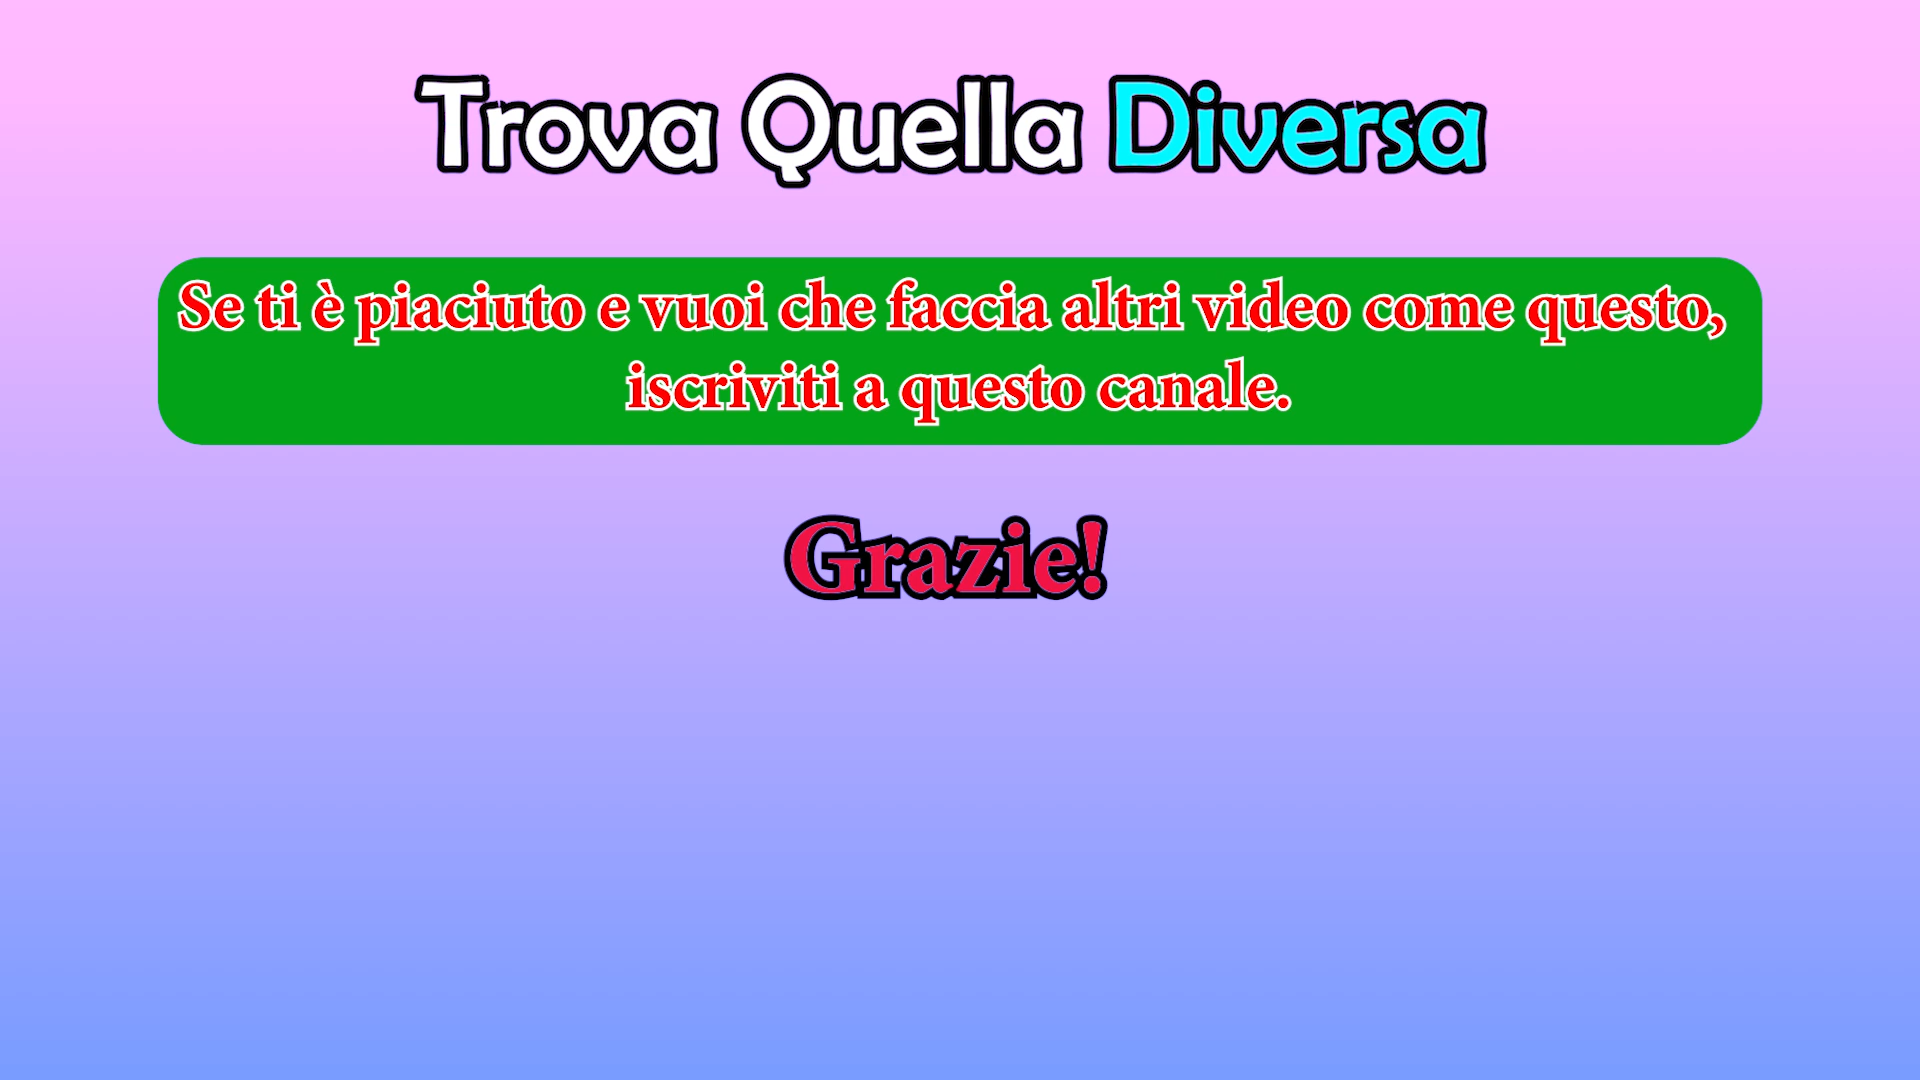 Trova Quella Diversa
Se ti è piaciuto e vuoi che faccia altri video come questo,
iscriviti a questo canale.
Grazie!